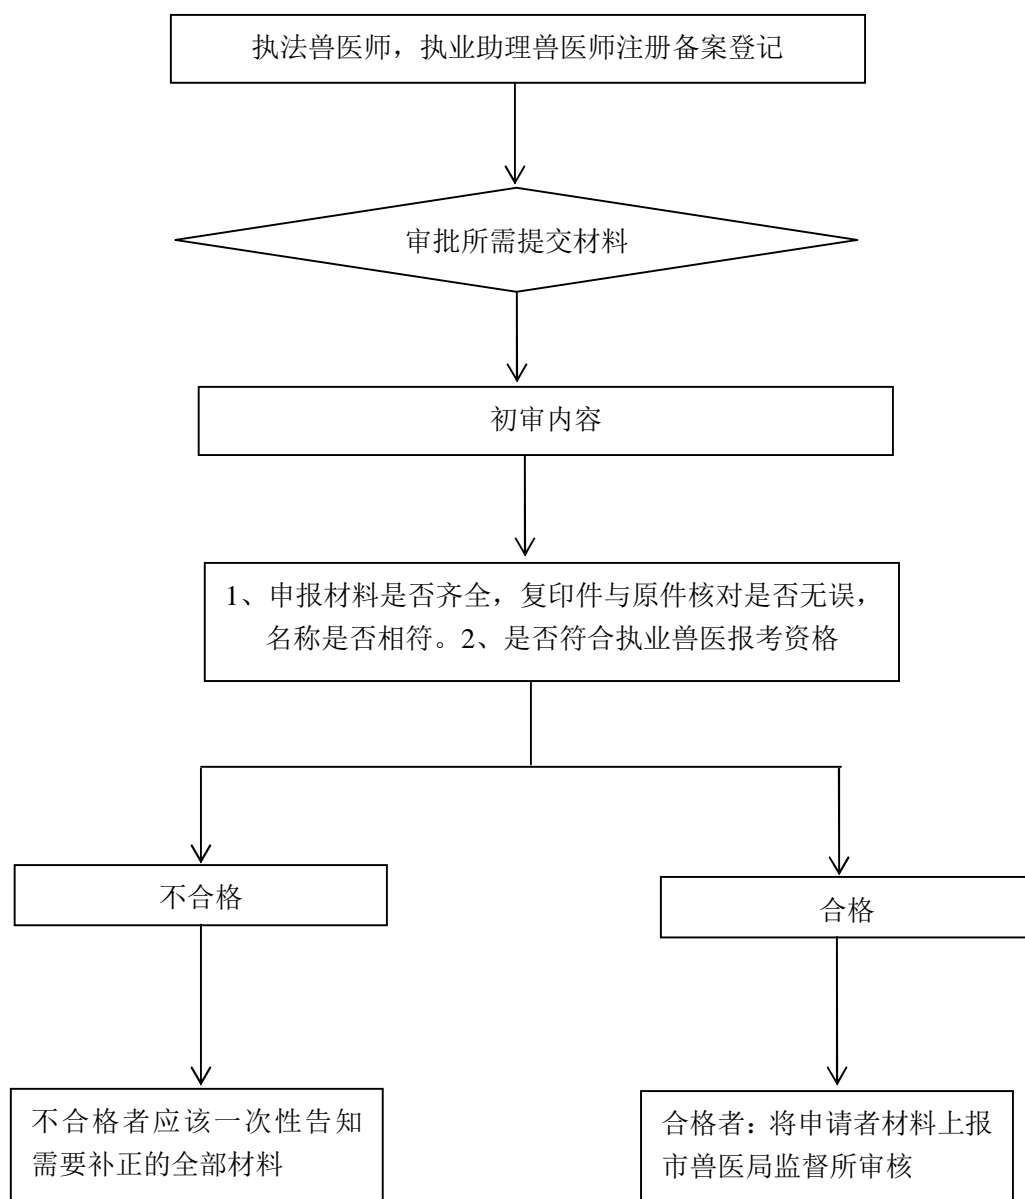 执法兽医师，执业助理兽医师注册备案登记
审批所需提交材料
初审内容
1、申报材料是否齐全，复印件与原件核对是否无误，
名称是否相符。2、是否符合执业兽医报考资格
不合格
合格
不合格者应该一次性告知
需要补正的全部材料
合格者：将申请者材料上报
市兽医局监督所审核